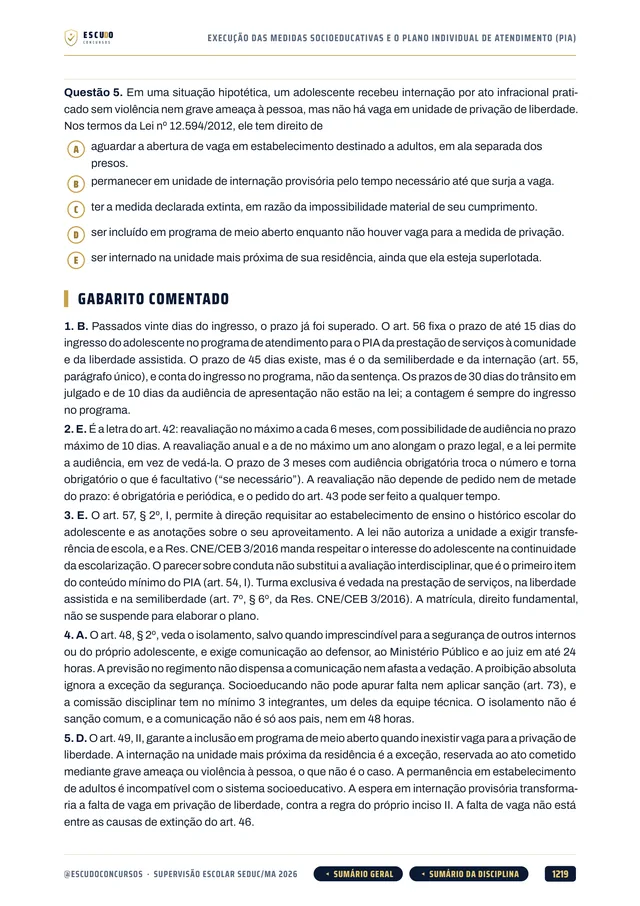 ESCUDO
CONCURSOS
EXECUÇÃO DAS MEDIDAS SOCIOEDUCATIVAS E O PLANO INDIVIDUAL DE ATENDIMENTO (PIA)
Questão 5. Em uma situação hipotética, um adolescente recebeu internação por ato infracional prati-
cado sem violência nem grave ameaça à pessoa, mas não há vaga em unidade de privação de liberdade.
Nos termos da Lei nº 12.594/2012, ele tem direito de
A aguardar a abertura de vaga em estabelecimento destinado a adultos, em ala separada dos
presos.
B permanecer em unidade de internação provisória pelo tempo necessário até que surja a vaga.
C ter a medida declarada extinta, em razão da impossibilidade material de seu cumprimento.
D ser incluído em programa de meio aberto enquanto não houver vaga para a medida de privação.
E ser internado na unidade mais próxima de sua residência, ainda que ela esteja superlotada.
GABARITO COMENTADO
1. B. Passados vinte dias do ingresso, o prazo já foi superado. O art. 56 fixa o prazo de até 15 dias do
ingresso do adolescente no programa de atendimento para o PIA da prestação de serviços à comunidade
e da liberdade assistida. O prazo de 45 dias existe, mas é o da semiliberdade e da internação (art. 55,
parágrafo único), e conta do ingresso no programa, não da sentença. Os prazos de 30 dias do trânsito em
julgado e de 10 dias da audiência de apresentação não estão na lei; a contagem é sempre do ingresso
no programa.
2. E. É a letra do art. 42: reavaliação no máximo a cada 6 meses, com possibilidade de audiência no prazo
máximo de 10 dias. A reavaliação anual e a de no máximo um ano alongam o prazo legal, e a lei permite
a audiência, em vez de vedá-la. O prazo de 3 meses com audiência obrigatória troca o número e torna
obrigatório o que é facultativo (“se necessário”). A reavaliação não depende de pedido nem de metade
do prazo: é obrigatória e periódica, e o pedido do art. 43 pode ser feito a qualquer tempo.
3. E. O art. 57, § 2º, I, permite à direção requisitar ao estabelecimento de ensino o histórico escolar do
adolescente e as anotações sobre o seu aproveitamento. A lei não autoriza a unidade a exigir transfe-
rência de escola, e a Res. CNE/CEB 3/2016 manda respeitar o interesse do adolescente na continuidade
da escolarização. O parecer sobre conduta não substitui a avaliação interdisciplinar, que é o primeiro item
do conteúdo mínimo do PIA (art. 54, I). Turma exclusiva é vedada na prestação de serviços, na liberdade
assistida e na semiliberdade (art. 7º, § 6º, da Res. CNE/CEB 3/2016). A matrícula, direito fundamental,
não se suspende para elaborar o plano.
4. A. O art. 48, § 2º, veda o isolamento, salvo quando imprescindível para a segurança de outros internos
ou do próprio adolescente, e exige comunicação ao defensor, ao Ministério Público e ao juiz em até 24
horas. A previsão no regimento não dispensa a comunicação nem afasta a vedação. A proibição absoluta
ignora a exceção da segurança. Socioeducando não pode apurar falta nem aplicar sanção (art. 73), e
a comissão disciplinar tem no mínimo 3 integrantes, um deles da equipe técnica. O isolamento não é
sanção comum, e a comunicação não é só aos pais, nem em 48 horas.
5. D. O art. 49, II, garante a inclusão em programa de meio aberto quando inexistir vaga para a privação de
liberdade. A internação na unidade mais próxima da residência é a exceção, reservada ao ato cometido
mediante grave ameaça ou violência à pessoa, o que não é o caso. A permanência em estabelecimento
de adultos é incompatível com o sistema socioeducativo. A espera em internação provisória transforma-
ria a falta de vaga em privação de liberdade, contra a regra do próprio inciso II. A falta de vaga não está
entre as causas de extinção do art. 46.
@ESCUDOCONCURSOS · SUPERVISÃO ESCOLAR SEDUC/MA 2026
SUMÁRIO GERAL
SUMÁRIO DA DISCIPLINA
1219